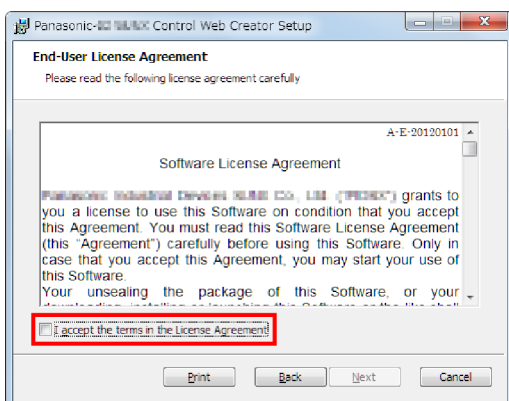 Panasonic- Control Web Creator Setup
End-User License Agreement
Please read the following license agreement carefully
A-E-20120101
Software License Agreement
grants to
you a license to use this Software on condition that you accept
this Agreement. You must read this Software License Agreement
(this "Agreement") carefully before using this Software. Only in
case that you accept this Agreement, you may start your use of
this Software.
Your unsealing the package of this Software, or your
I accept the terms in the License Agreement
Print Back Next Cancel